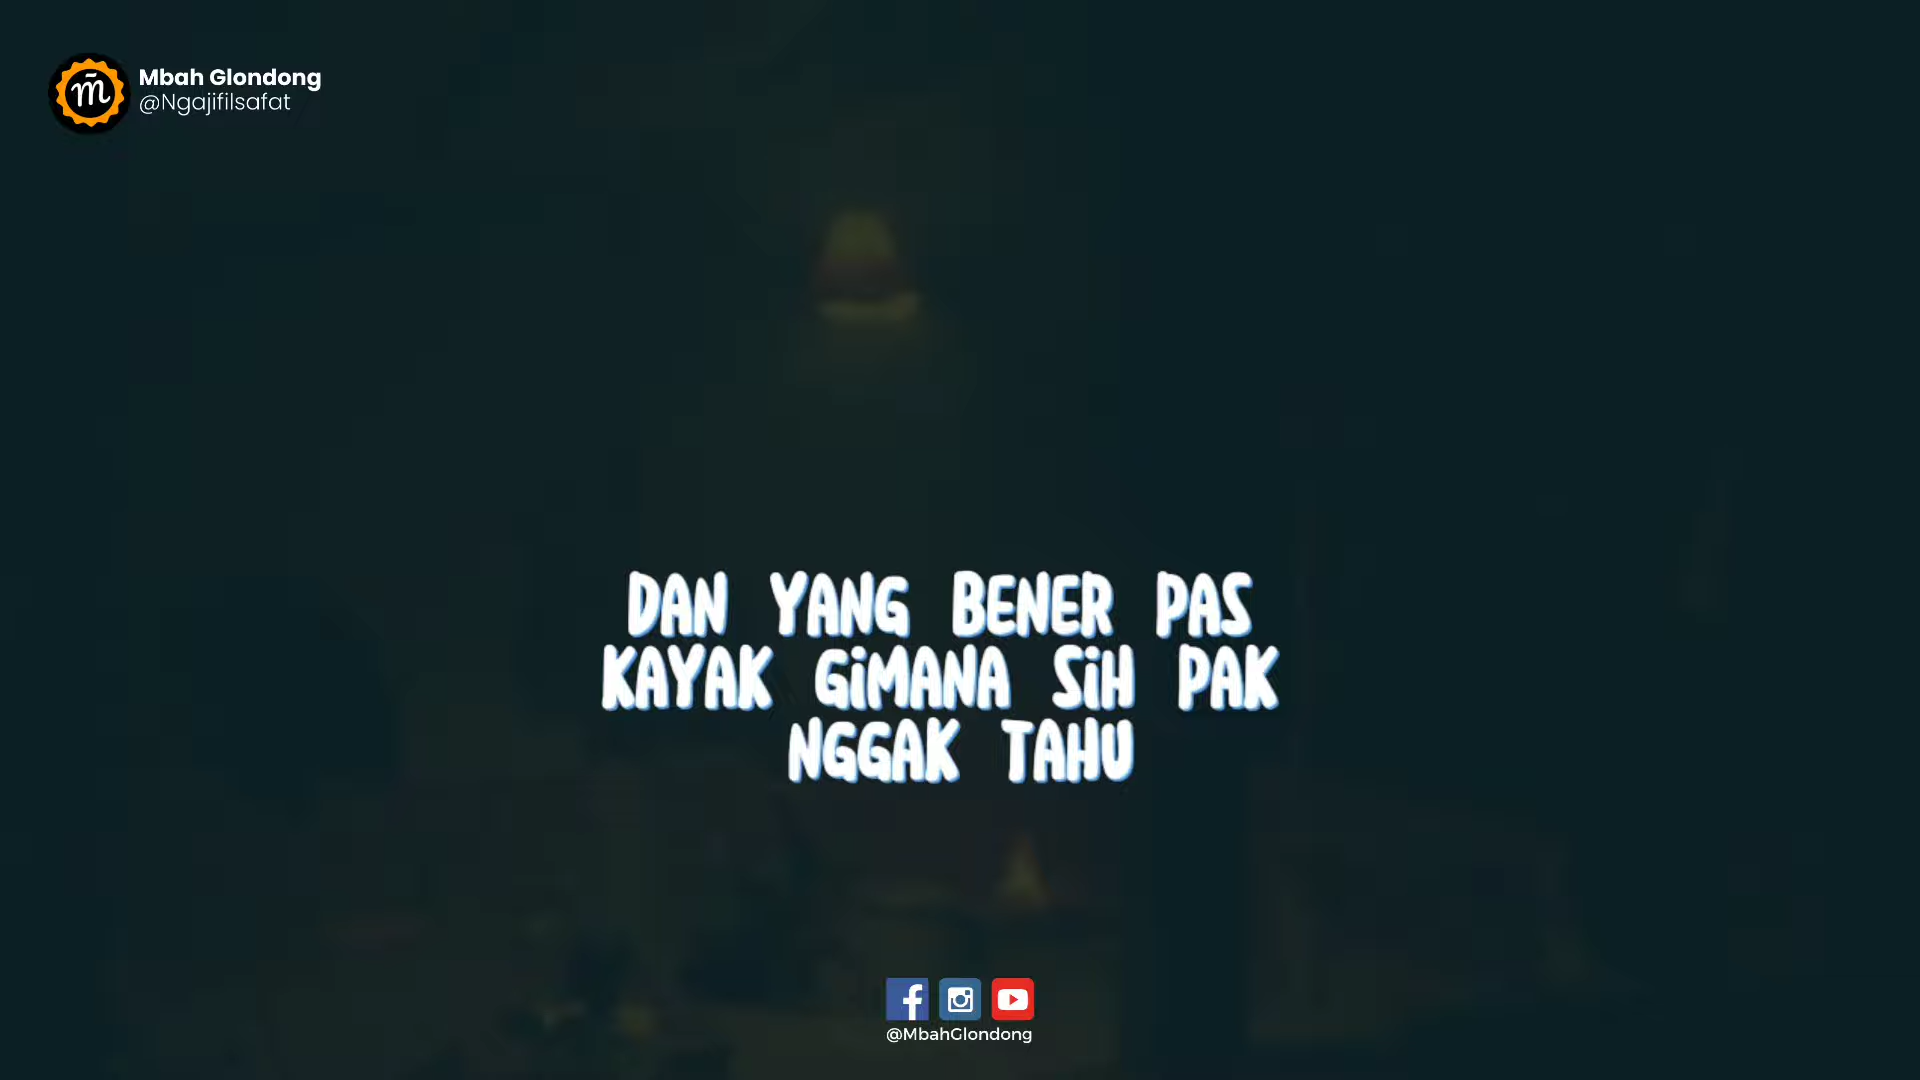 Mbah Glondong
@Ngajifilsafat
DAN YANG BENER PAS
KAYAK GiMANA SiH PAK
NGGAK TAHU
@MbahGlondong